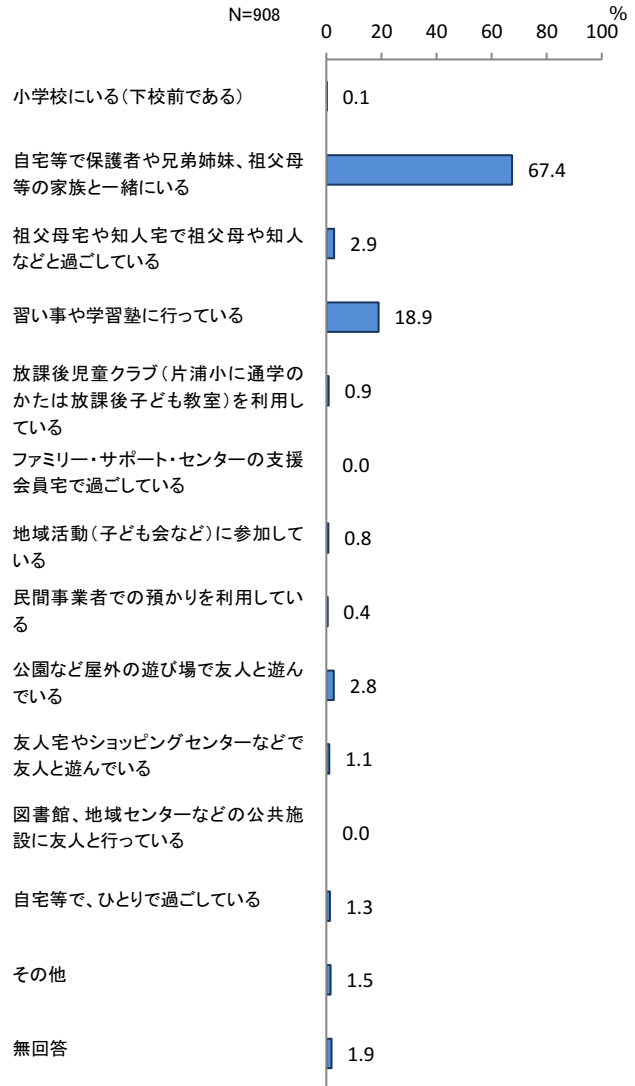 N=908
%
0 20 40 60 80 100
小学校にいる(下校前である)
0.1
自宅等で保護者や兄弟姉妹、祖父母
等の家族と一緒にいる
67.4
祖父母宅や知人宅で祖父母や知人
などと過ごしている
2.9
習い事や学習塾に行っている
18.9
放課後児童クラブ(片浦小に通学の
かたは放課後子ども教室)を利用し
ている
0.9
ファミリー・サポート・センターの支援
会員宅で過ごしている
0.0
地域活動(子ども会など)に参加して
いる
0.8
民間事業者での預かりを利用してい
る
0.4
公園など屋外の遊び場で友人と遊ん
でいる
2.8
友人宅やショッピングセンターなどで
友人と遊んでいる
1.1
図書館、地域センターなどの公共施
設に友人と行っている
0.0
自宅等で、ひとりで過ごしている
1.3
その他
1.5
無回答
1.9